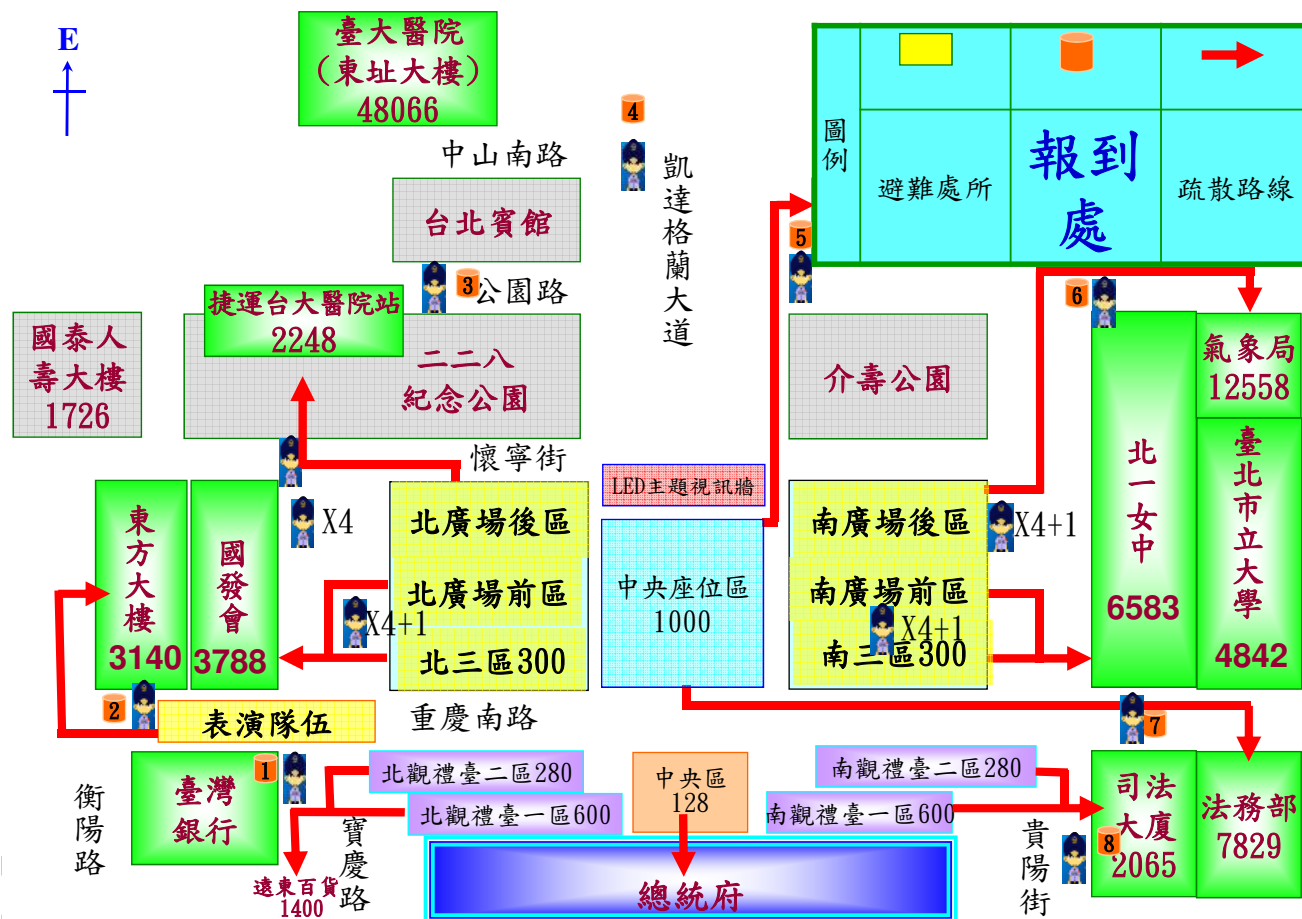 E
臺大醫院
（東址大樓）
48066
4
中山南路
凱達格蘭大道
圖例
避難處所
報到
處
疏散路線
台北賓館
5
3
公園路
6
捷運台大醫院站
2248
國泰人
壽大樓
1726
二二八
紀念公園
介壽公園
氣象局
12558
懷寧街
LED主題視訊牆
東方大樓
3140
國發會
3788
X4
北廣場後區
北廣場前區
X4+1
北三區300
中央座位區
1000
南廣場後區
X4+1
南廣場前區
X4+1
南三區300
北一女中
6583
臺北市立大學
4842
2
表演隊伍
重慶南路
7
衡陽路
臺灣
銀行
1
北觀禮臺二區280
北觀禮臺一區600
寶慶路
遠東百貨
1400
中央區
128
南觀禮臺二區280
南觀禮臺一區600
貴陽街
8
司法
大廈
2065
法務部
7829
總統府